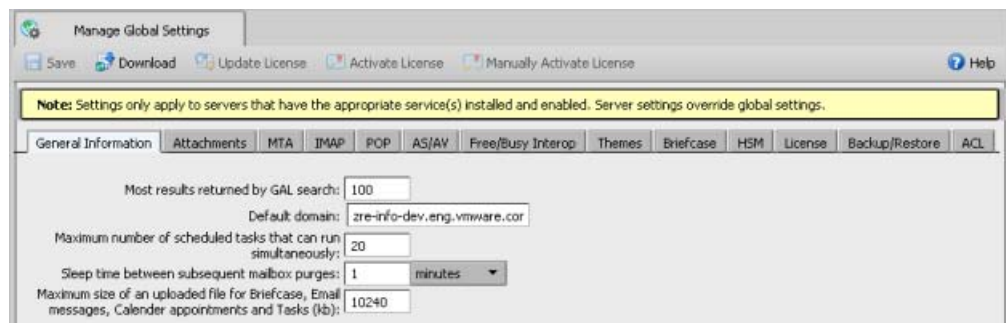 Manage Global Settings
Save Download Update License Activate License Manually Activate License Help
Note: Settings only apply to servers that have the appropriate service(s) installed and enabled. Server settings override global settings.
General Information Attachments MTA IMAP POP AS/AV Free/Busy Interop Themes Briefcase HSM License Backup/Restore ACL
Most results returned by GAL search: 100
Default domain: zre-info-dev.eng.vmware.cor
Maximum number of scheduled tasks that can run
simultaneously: 20
Sleep time between subsequent mailbox purges: 1 minutes
Maximum size of an uploaded file for Briefcase, Email
messages, Calender appointments and Tasks (kb): 10240